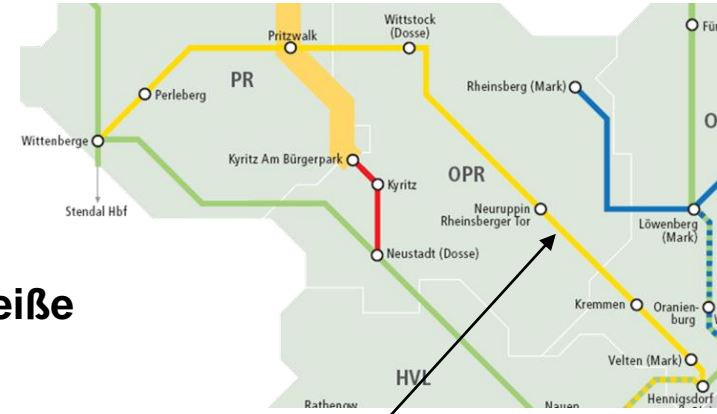 Wittstock
(Dosse)
Pritzwalk
PR
Perleberg
Rheinsberg (Mark)
Wittenberge
Kyritz Am Bürgerpark
Kyritz
OPR
Stendal Hbf
Neuruppin
Rheinsberger Tor
Löwenberg
(Mark)
Neustadt (Dosse)
eiße
Kremmen
Oranien-
burg
Velten (Mark)
HVL
Hennigsdorf
Rathenow
Nauen